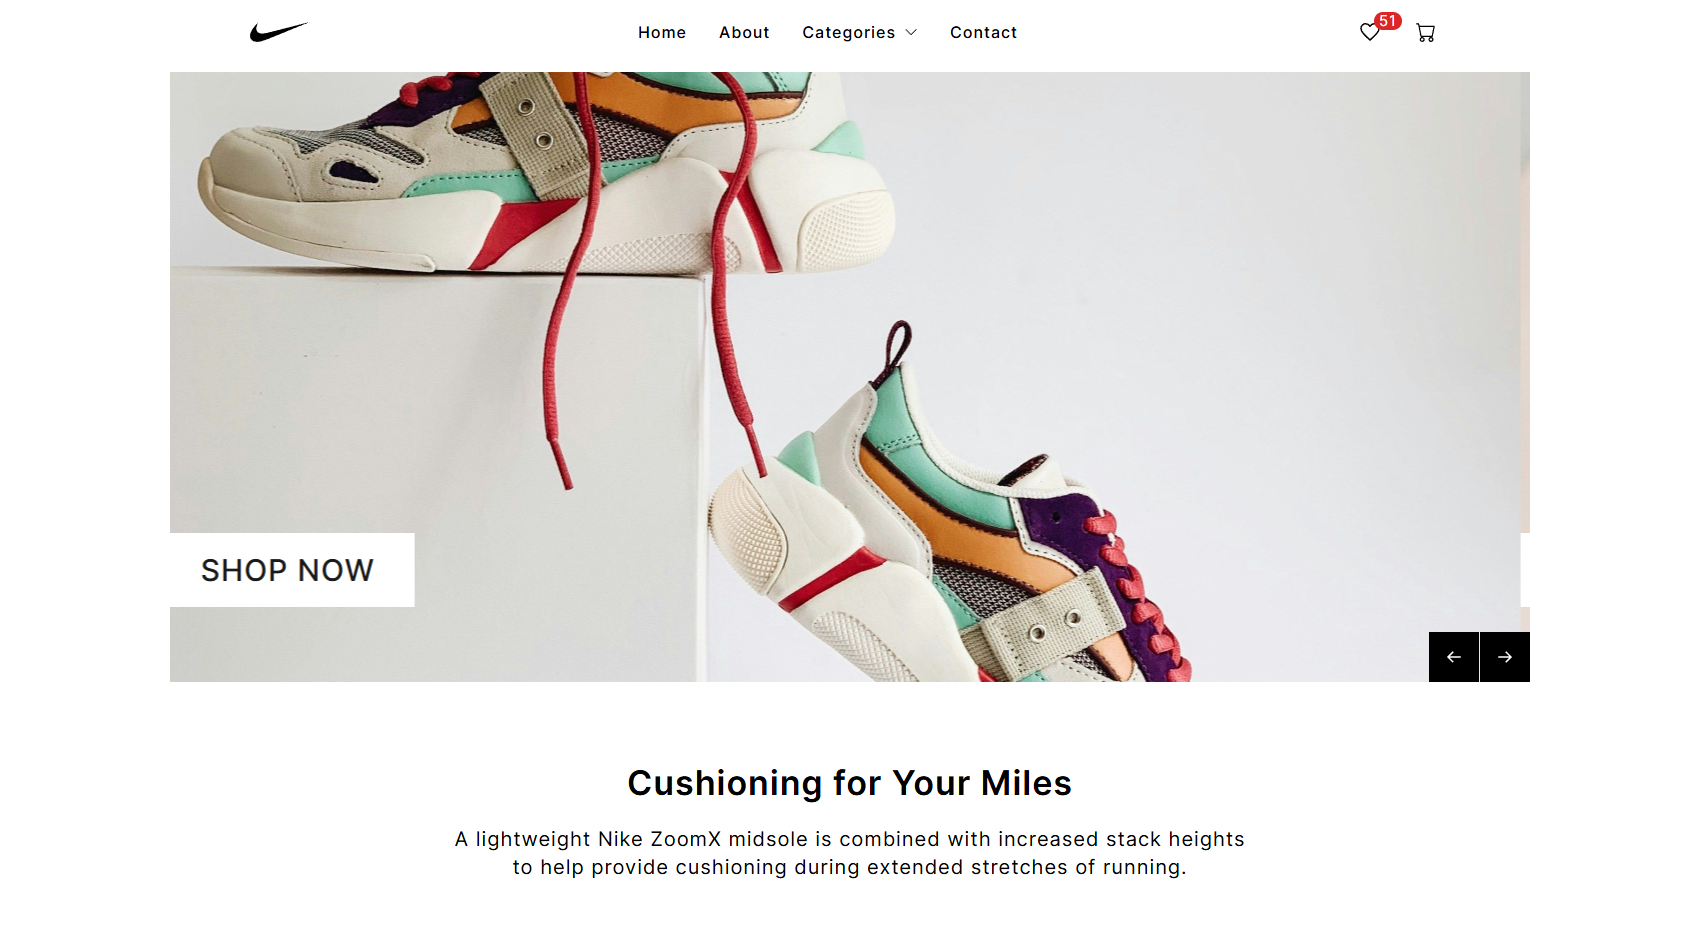 Home About Categories Contact 51
SHOP NOW
Cushioning for Your Miles
A lightweight Nike ZoomX midsole is combined with increased stack heights
to help provide cushioning during extended stretches of running.